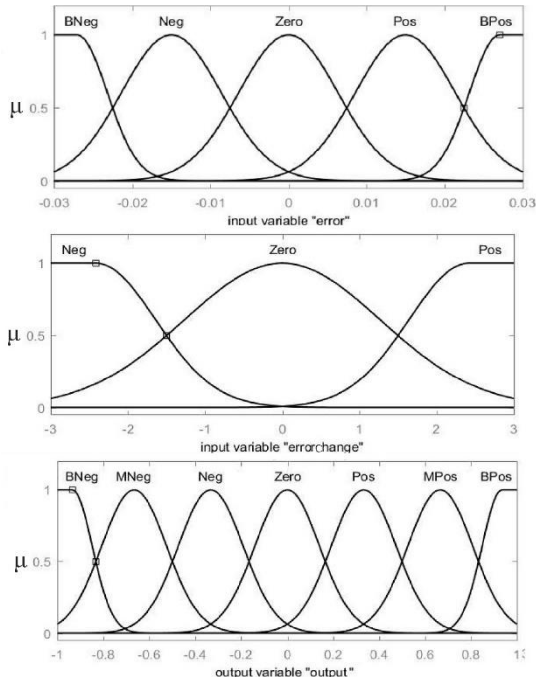 BNeg Neg Zero Pos BPos
1
μ 0.5
0
-0.03 -0.02 -0.01 0 0.01 0.02 0.03
input variable "error"
Neg Zero Pos
1
μ 0.5
0
-3 -2 -1 0 1 2 3
input variable "errorchange"
BNeg MNeg Neg Zero Pos MPos BPos
1
μ 0.5
0
-1 -0.8 -0.6 -0.4 -0.2 0 0.2 0.4 0.6 0.8 1
output variable "output"